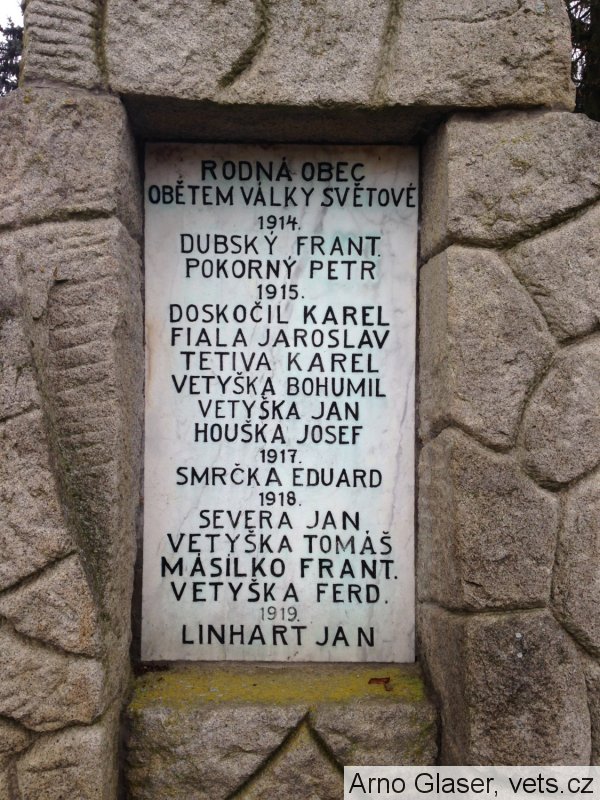 RODNÁ OBEC
OBĚTEM VÁLKY SVĚTOVÉ
1914.
DUBSKÝ FRANT.
POKORNÝ PETR
1915.
DOSKOČIL KAREL
FIALA JAROSLAV
TETIVA KAREL
VETYŠKA BOHUMIL
VETYŠKA JAN
HOUŠKA JOSEF
1917.
SMRČKA EDUARD
1918.
SEVERA JAN
VETYŠKA TOMÁŠ
MÁSILKO FRANT.
VETYŠKA FERD.
1919.
LINHART JAN
Arno Glaser, vets.cz